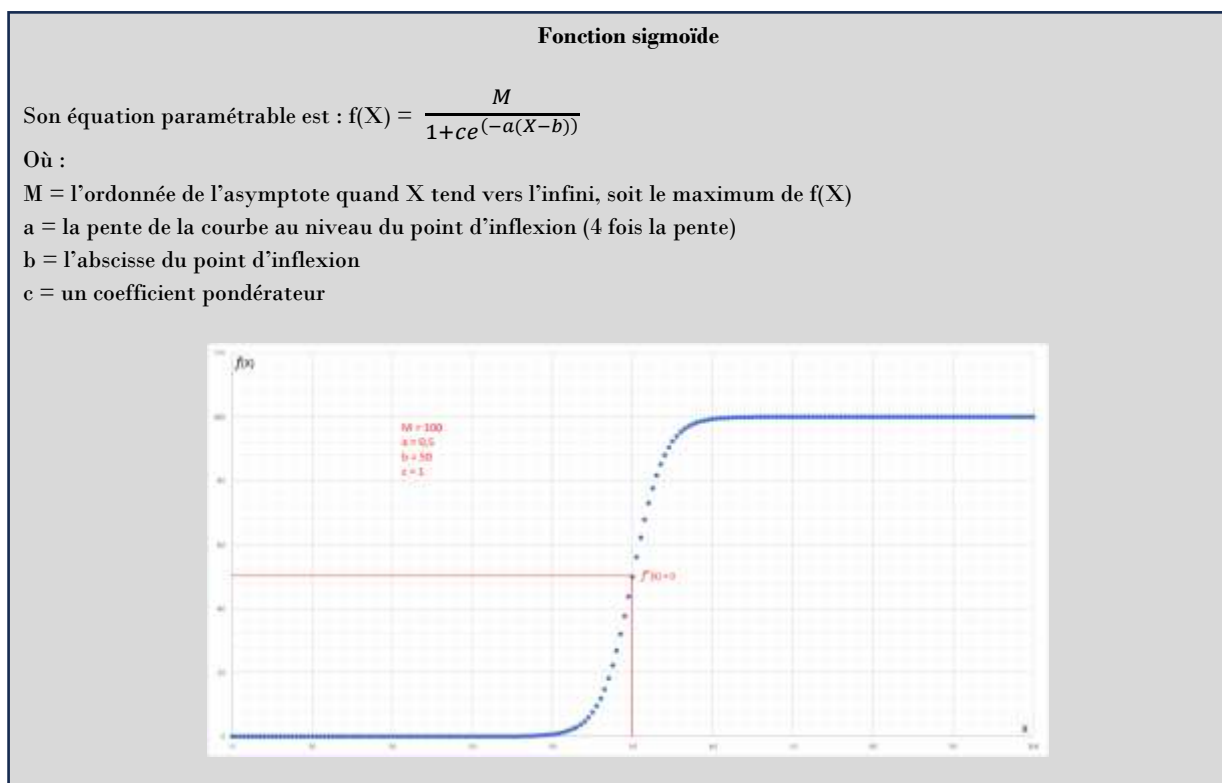 Fonction sigmoïde
Son équation paramétrable est : f(X) = M / 1+ce^(−a(X−b))
Où :
M = l’ordonnée de l’asymptote quand X tend vers l’infini, soit le maximum de f(X)
a = la pente de la courbe au niveau du point d’inflexion (4 fois la pente)
b = l’abscisse du point d’inflexion
c = un coefficient pondérateur
f(x)
M = 100
a = 0,5
b = 50
c = 1